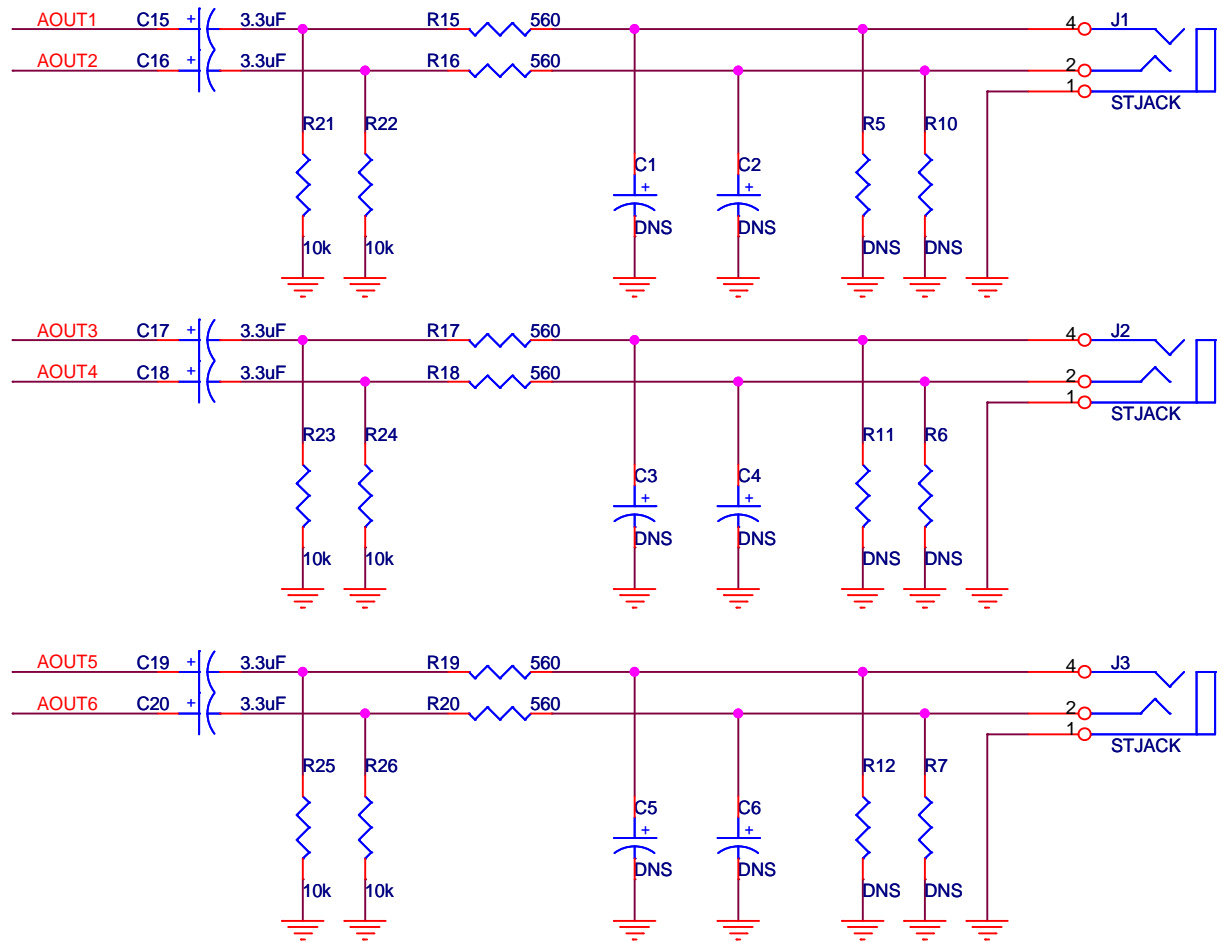 AOUT1 C15 + 3.3uF R15 560 4 J1
AOUT2 C16 + 3.3uF R16 560 2
1
STJACK
R21 R22 R5 R10
C1 C2
+ +
DNS DNS
10k 10k DNS DNS
AOUT3 C17 + 3.3uF R17 560 4 J2
AOUT4 C18 + 3.3uF R18 560 2
1
STJACK
R23 R24 R11 R6
C3 C4
+ +
DNS DNS
10k 10k DNS DNS
AOUT5 C19 + 3.3uF R19 560 4 J3
AOUT6 C20 + 3.3uF R20 560 2
1
STJACK
R25 R26 R12 R7
C5 C6
+ +
DNS DNS
10k 10k DNS DNS